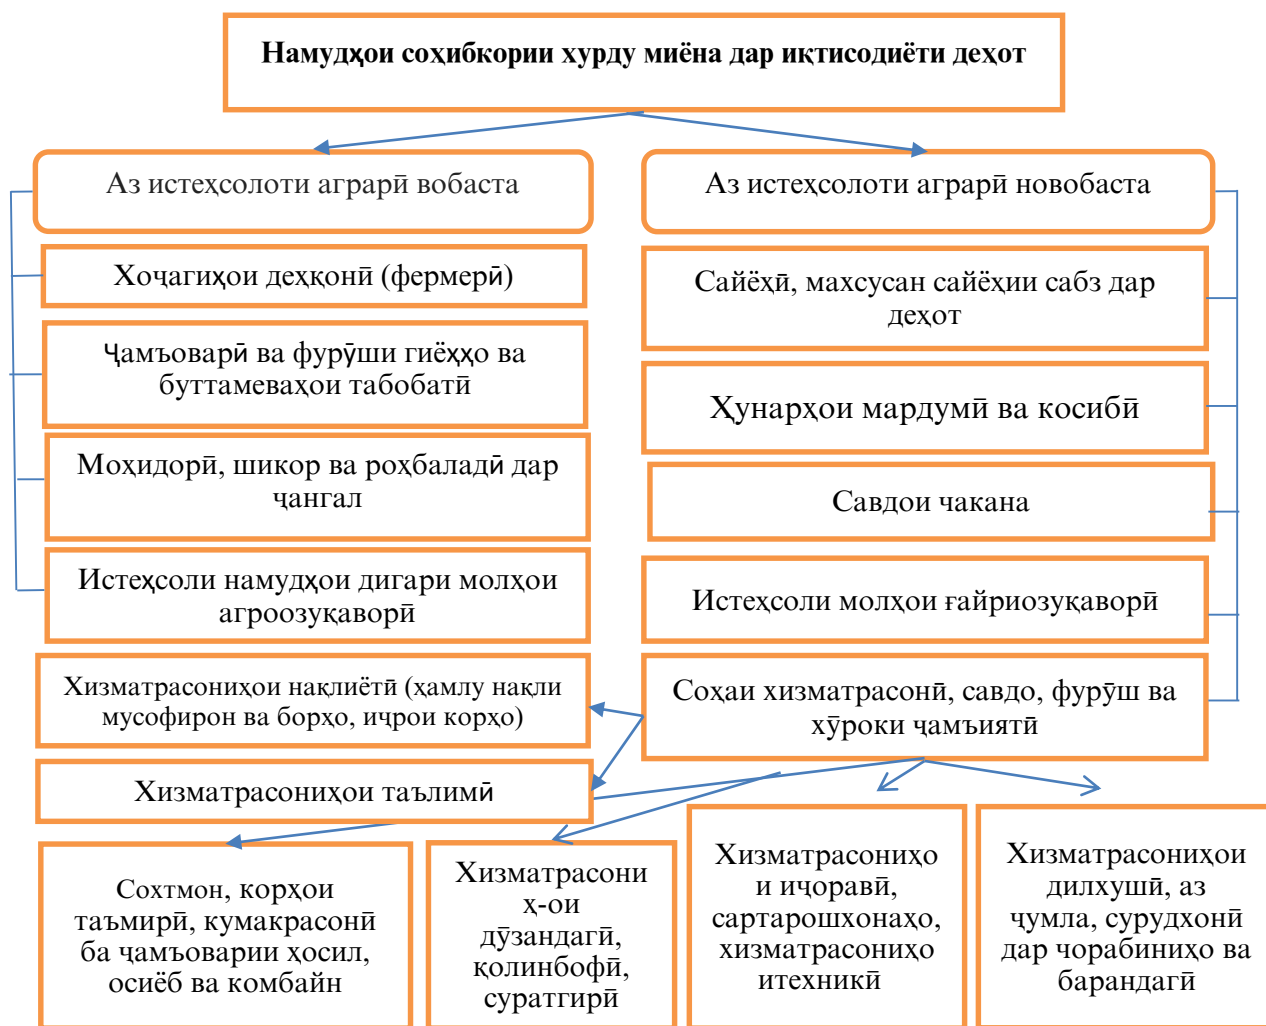 Намудҳои соҳибкории хурду миёна дар иқтисодиёти деҳот
Аз истеҳсолоти аграрӣ вобаста
Хоҷагиҳои деҳқонӣ (фермерӣ)
Ҷамъоварӣ ва фурӯши гиёҳҳо ва
буттамеваҳои табобатӣ
Моҳидорӣ, шикор ва роҳбаладӣ дар
ҷангал
Истеҳсоли намудҳои дигари молҳои
агроозуқаворӣ
Аз истеҳсолоти аграрӣ новобаста
Сайёҳӣ, махсусан сайёҳии сабз дар
деҳот
Ҳунарҳои мардумӣ ва косибӣ
Савдои чакана
Истеҳсоли молҳои ғайриозуқаворӣ
Соҳаи хизматрасонӣ, савдо, фурӯш ва
хӯроки ҷамъиятӣ
Хизматрасониҳои нақлиётӣ (ҳамлу нақли
мусофирон ва борҳо, иҷрои корҳо)
Хизматрасониҳои таълимӣ
Сохтмон, корҳои
таъмирӣ, кумакрасонӣ
ба ҷамъоварии ҳосил,
осиёб ва комбайн
Хизматрасони
ҳ-ои
дӯзандагӣ,
қолинбофӣ,
суратгирӣ
Хизматрасониҳо
и иҷоравӣ,
сартарошхонаҳо,
хизматрасониҳо
итехникӣ
Хизматрасониҳои
дилхушӣ, аз
ҷумла, сурудхонӣ
дар чорабиниҳо ва
барандагӣ